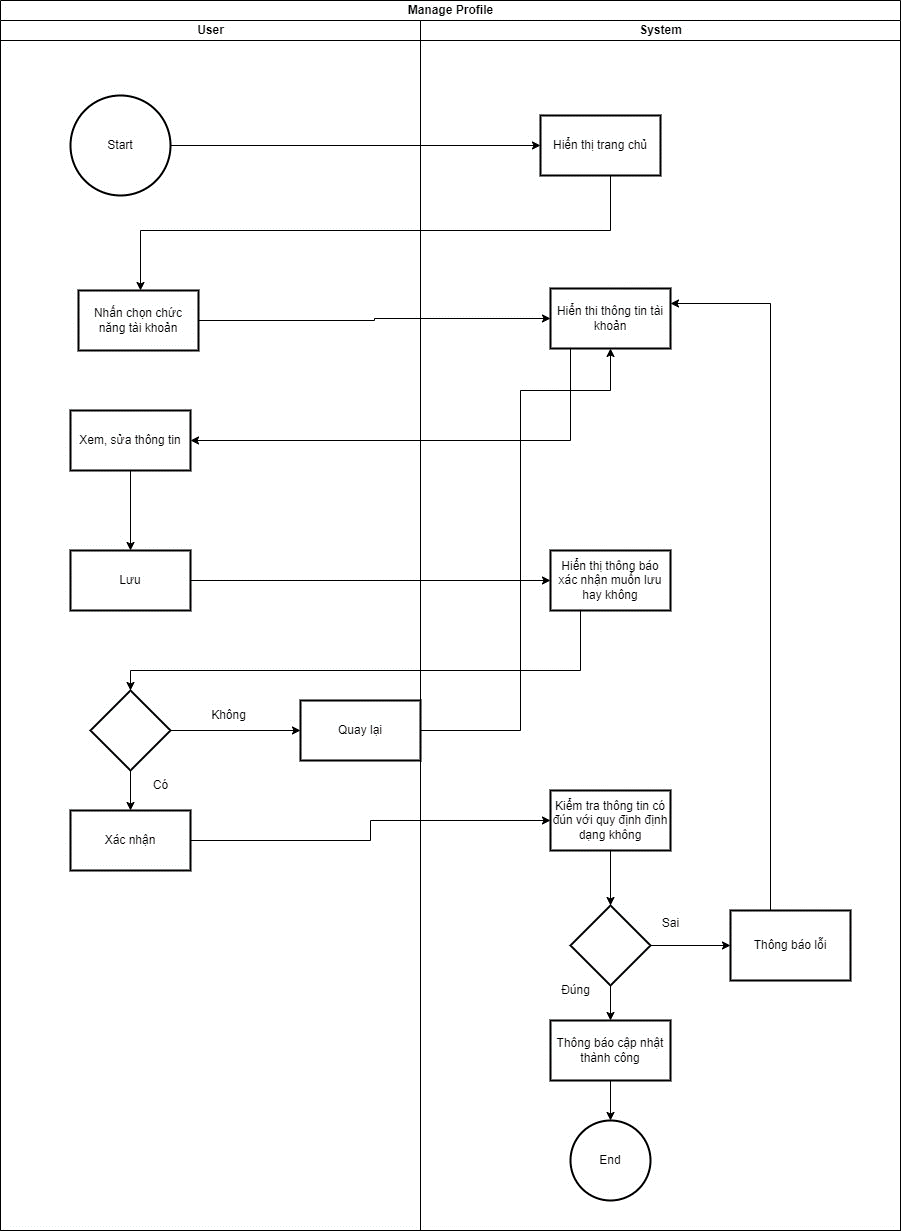 Manage Profile
User
System
Start
Hiển thị trang chủ
Nhấn chọn chức
năng tài khoản
Hiển thi thông tin tài
khoản
Xem, sửa thông tin
Lưu
Hiển thị thông báo
xác nhận muốn lưu
hay không
Không
Quay lại
Có
Xác nhận
Kiểm tra thông tin có
đún với quy định định
dạng không
Sai
Thông báo lỗi
Đúng
Thông báo cập nhật
thành công
End